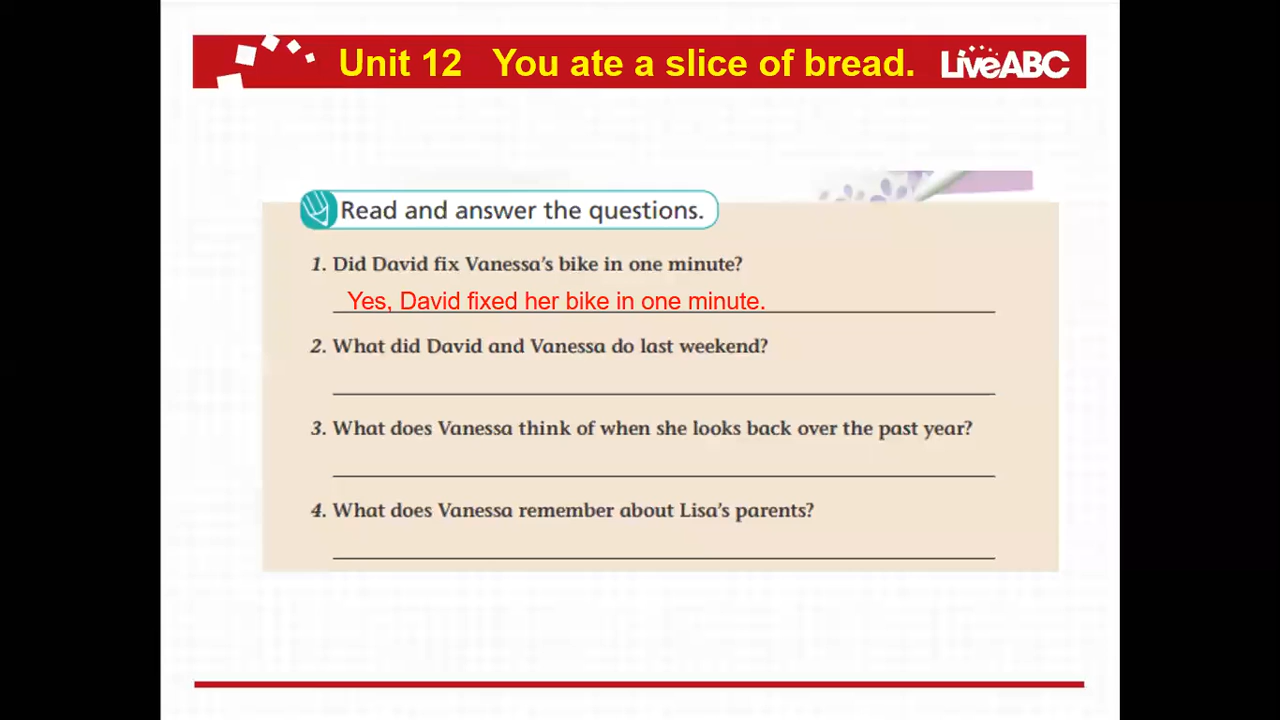 Unit 12 You ate a slice of bread.
LiveABC
Read and answer the questions.
1. Did David fix Vanessa's bike in one minute?
Yes, David fixed her bike in one minute.
2. What did David and Vanessa do last weekend?
3. What does Vanessa think of when she looks back over the past year?
4. What does Vanessa remember about Lisa's parents?